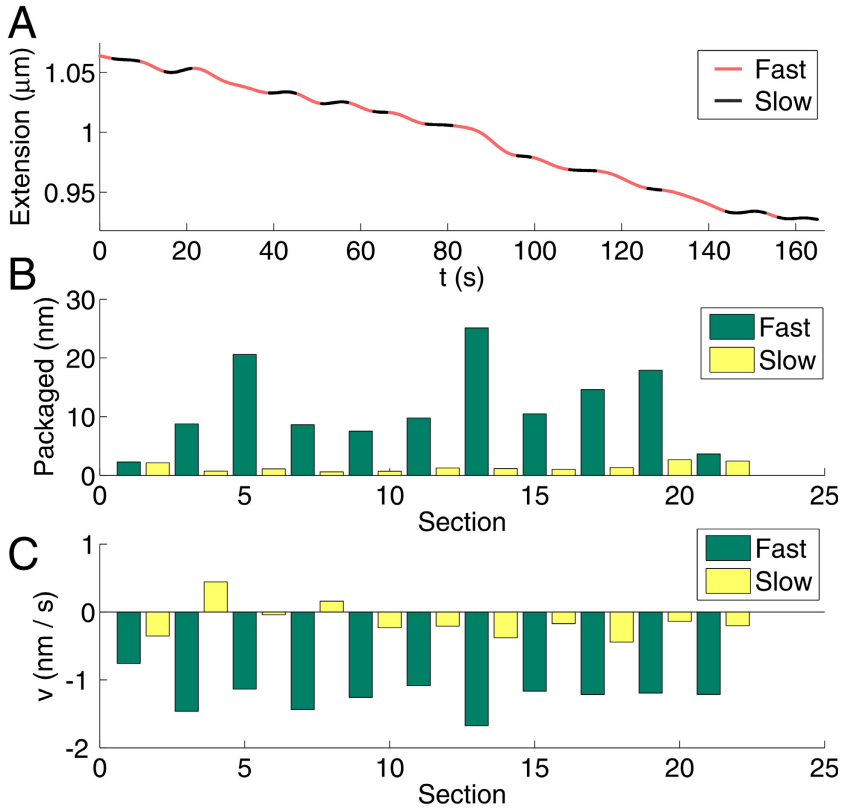 A
Extension (μm)
1.05
1
0.95
Fast
Slow
0 20 40 60 80 100 120 140 160
t (s)
B
Packaged (nm)
30
20
10
0
Fast
Slow
0 5 10 15 20 25
Section
C
v (nm / s)
1
0
-1
-2
Fast
Slow
0 5 10 15 20 25
Section